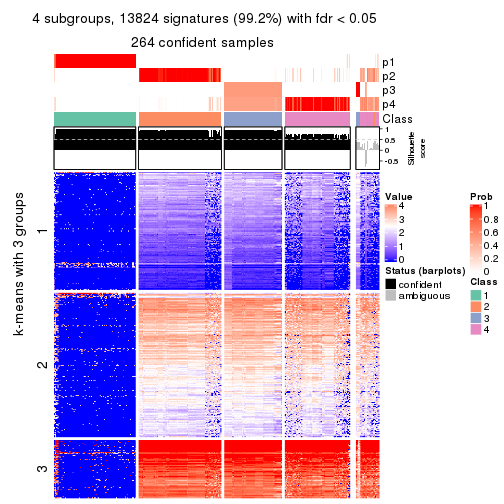 4 subgroups, 13824 signatures (99.2%) with fdr < 0.05
264 confident samples
p1
p2
p3
p4
Class
1
0.5
0
-0.5
Silhouette
score
k-means with 3 groups
1
2
3
Value
4
3
2
1
0
Status (barplots)
confident
ambiguous
Prob
1
0.8
0.6
0.4
0.2
0
Class
1
2
3
4